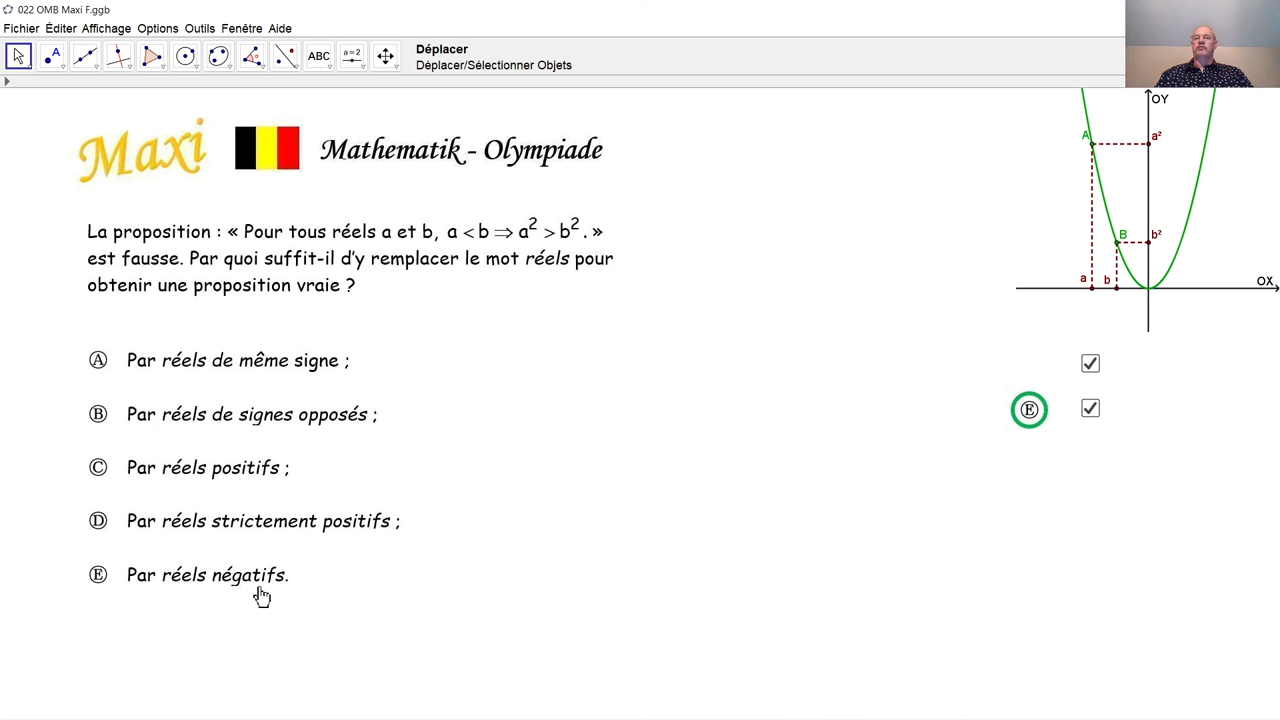 022 OMB Maxi F.ggb
Fichier Éditer Affichage Options Outils Fenêtre Aide
A ABC a=2
Déplacer
Déplacer/Sélectionner Objets
Maxi Mathematik - Olympiade
La proposition : « Pour tous réels a et b, a < b ⇒ a² > b². »
est fausse. Par quoi suffit-il d'y remplacer le mot réels pour
obtenir une proposition vraie ?
Ⓐ Par réels de même signe ;
Ⓑ Par réels de signes opposés ;
Ⓒ Par réels positifs ;
Ⓓ Par réels strictement positifs ;
Ⓔ Par réels négatifs.
OY
A a²
B b²
a b
OX
Ⓔ